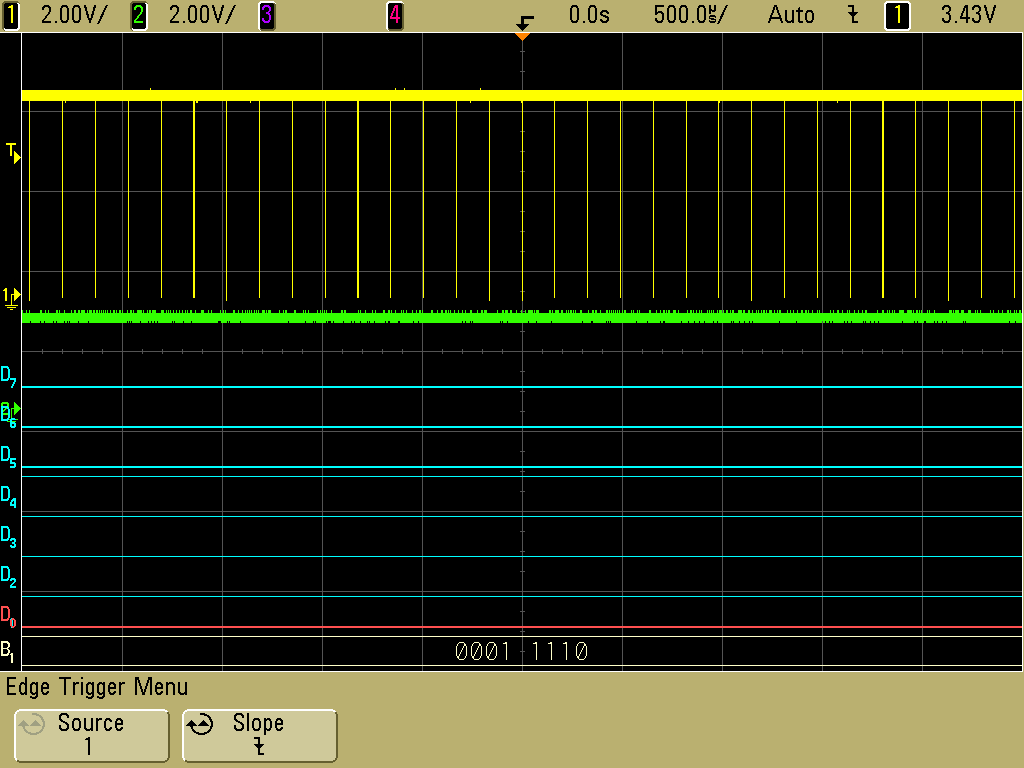 1 2.00V/ 2 2.00V/ 3 4 0.0s 500.0㎲/ Auto 1 3.43V
T
1
D7
D6
D5
D4
D3
D2
D0
B1 0001 1110
Edge Trigger Menu
Source Slope
1